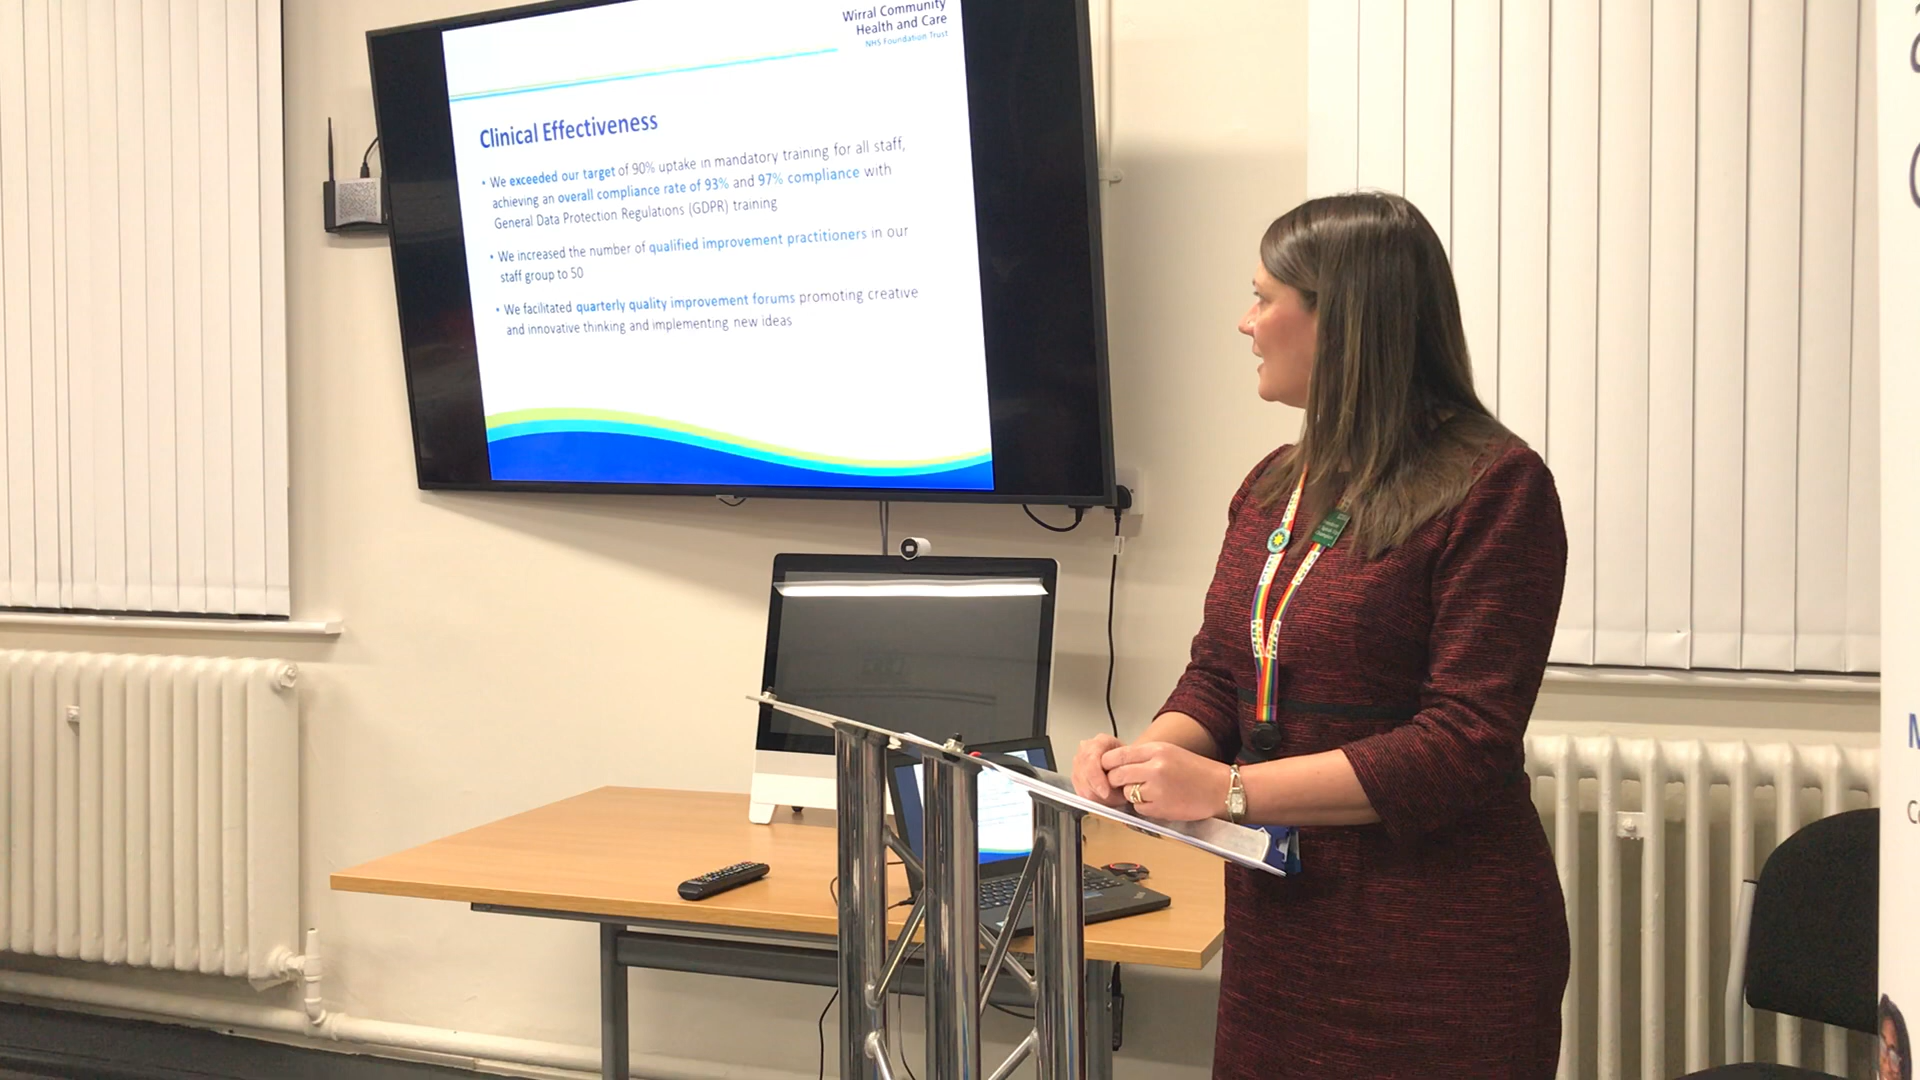 Wirral Community
Health and Care
NHS Foundation Trust
Clinical Effectiveness
• We exceeded our target of 90% uptake in mandatory training for all staff,
achieving an overall compliance rate of 93% and 97% compliance with
General Data Protection Regulations (GDPR) training
• We increased the number of qualified improvement practitioners in our
staff group to 50
• We facilitated quarterly quality improvement forums promoting creative
and innovative thinking and implementing new ideas